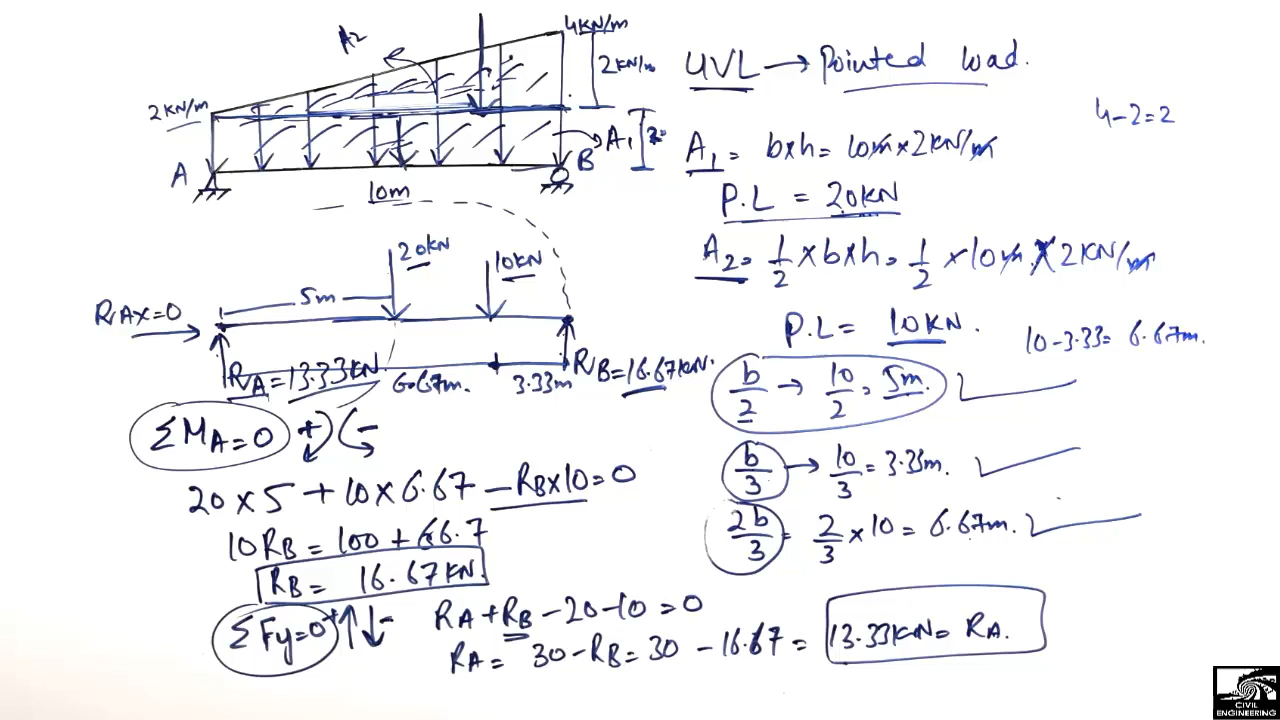 A2
4KN/m
2KN/m
2KN/m
A1
2
A
B
10m
UVL → Pointed load.
4-2=2
A1 = b×h = 10m×2KN/m
P.L = 20KN
A2 = 1/2 ×b×h = 1/2 ×10m × 2KN/m
P.L = 10KN.
10-3.33= 6.67m.
b/2 → 10/2 = 5m.
b/3 → 10/3 = 3.33m.
2b/3 = 2/3 ×10 = 6.67m.
20KN
10KN
5m
RAX=0
RA=13.33KN
6.67m.
3.33m
RB=16.67KN.
ΣMA=0 + -
20×5 + 10×6.67 -RB×10=0
10RB = 100 + 66.7
RB= 16.67KN.
ΣFy=0 +↑↓-
RA+RB-20-10=0
RA= 30-RB= 30 -16.67 = 13.33KN= RA.
CIVIL
ENGINEERING